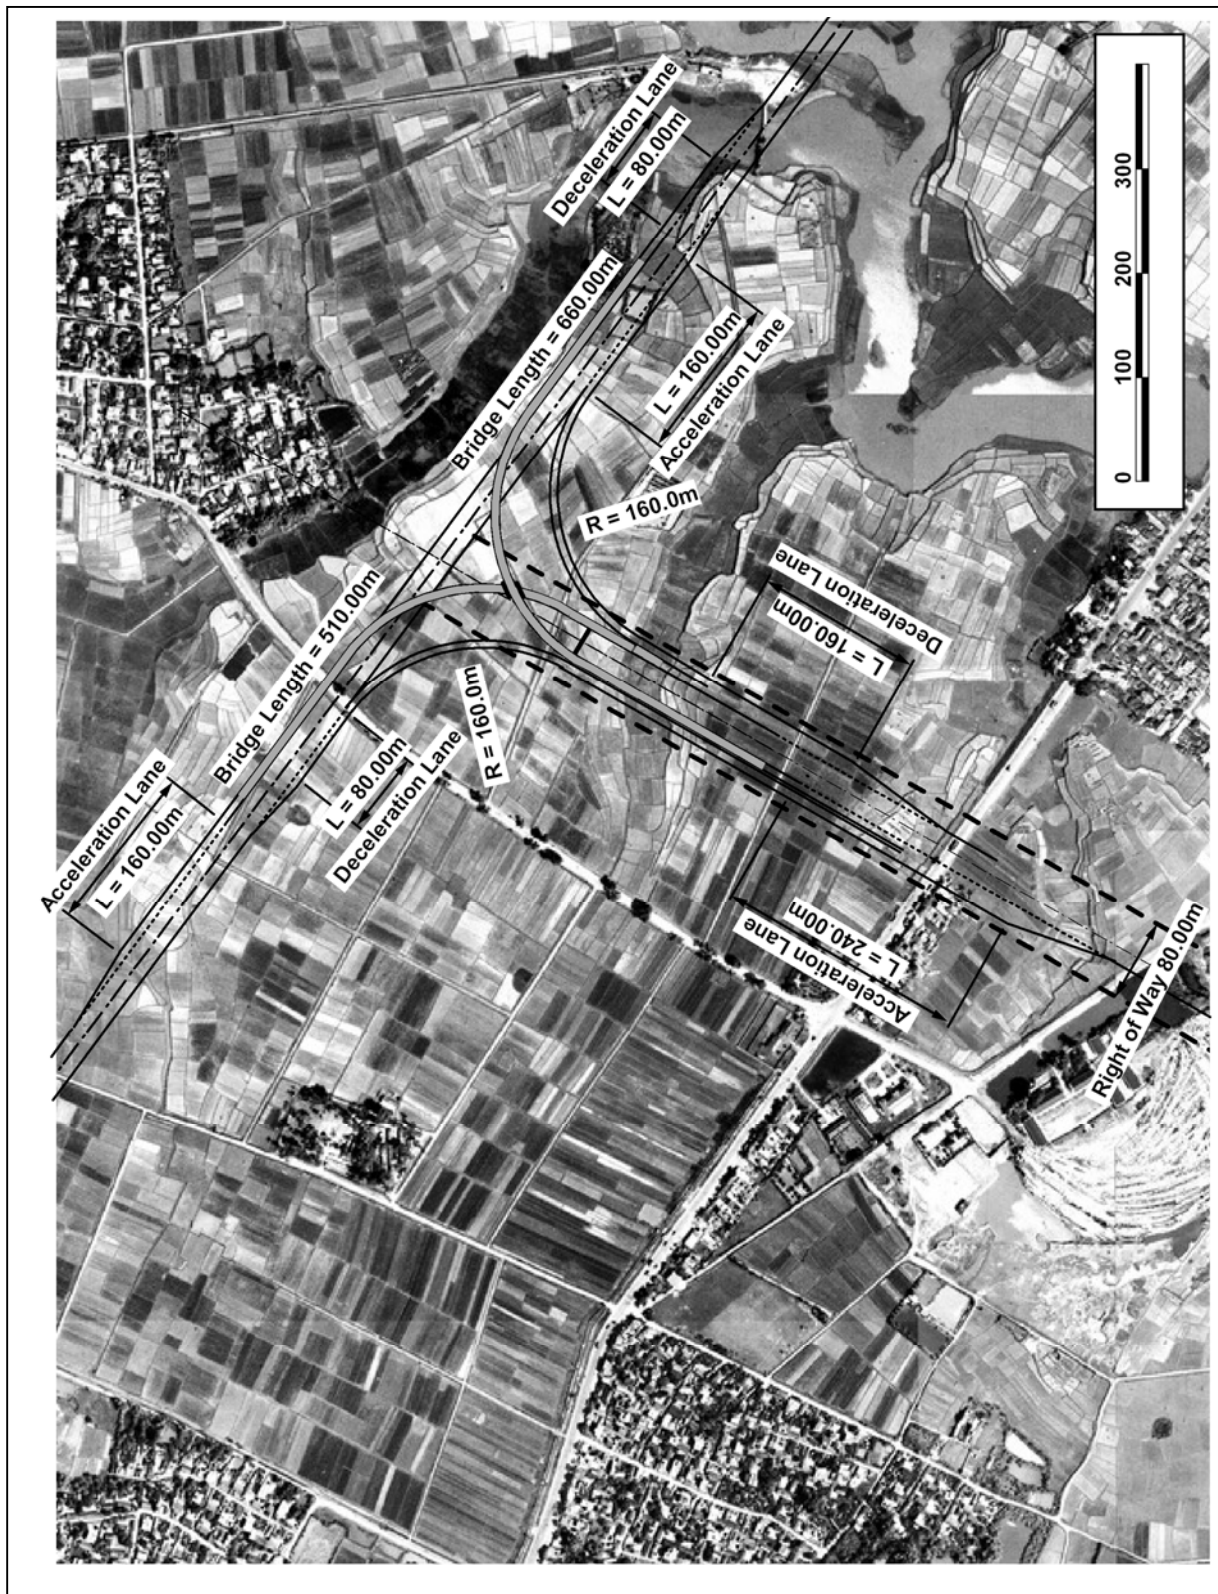 Deceleration Lane
L = 80.00m
Bridge Length = 660.00m
L = 160.00m
Acceleration Lane
R = 160.0m
Deceleration Lane
L = 160.00m
Bridge Length = 510.00m
Acceleration Lane
L = 160.00m
L = 80.00m
Deceleration Lane
R = 160.0m
L = 240.00m
Acceleration Lane
Right of Way 80.00m
0 100 200 300